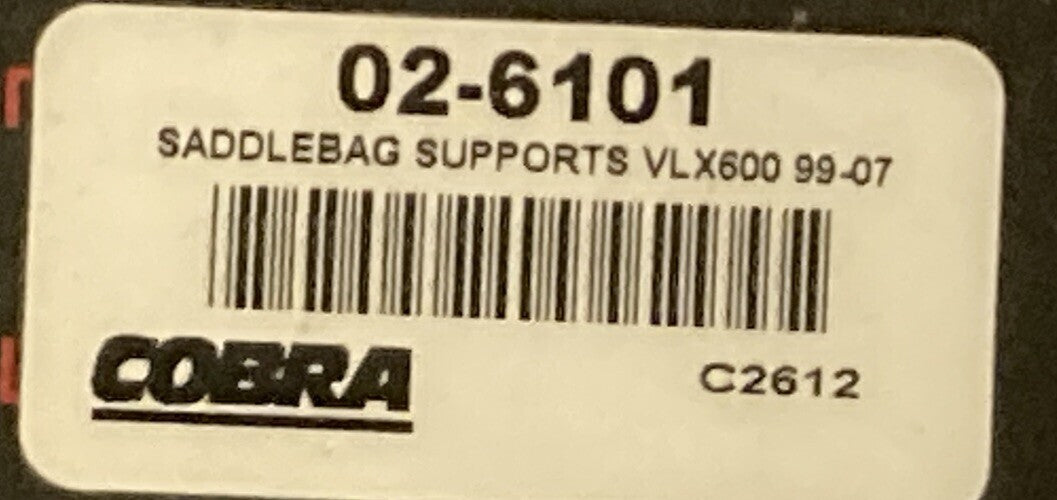 02-6101
SADDLEBAG SUPPORTS VLX600 99-07
COBRA
C2612